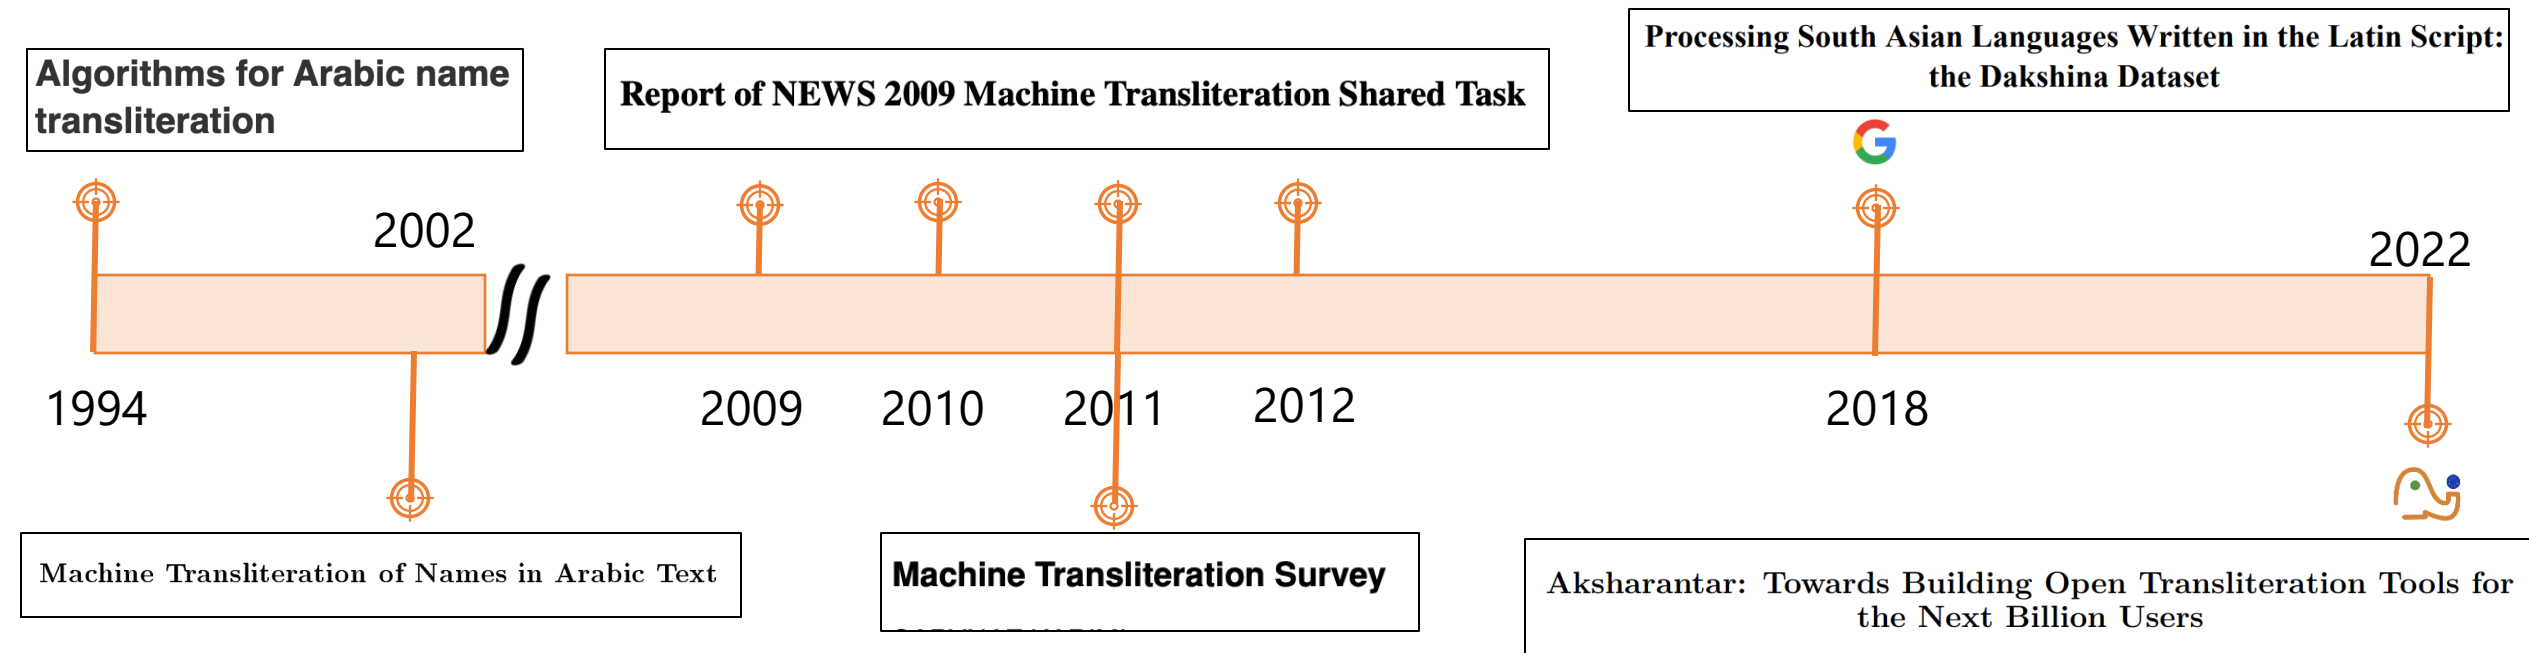 Algorithms for Arabic name
transliteration
Report of NEWS 2009 Machine Transliteration Shared Task
Processing South Asian Languages Written in the Latin Script:
the Dakshina Dataset
2002
2022
1994
2009
2010
2011
2012
2018
Machine Transliteration of Names in Arabic Text
Machine Transliteration Survey
Aksharantar: Towards Building Open Transliteration Tools for
the Next Billion Users